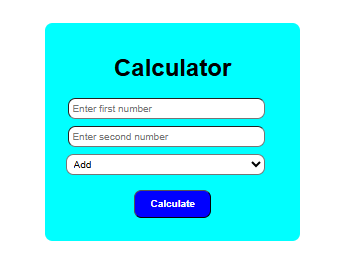 Calculator
Enter first number
Enter second number
Add
Calculate